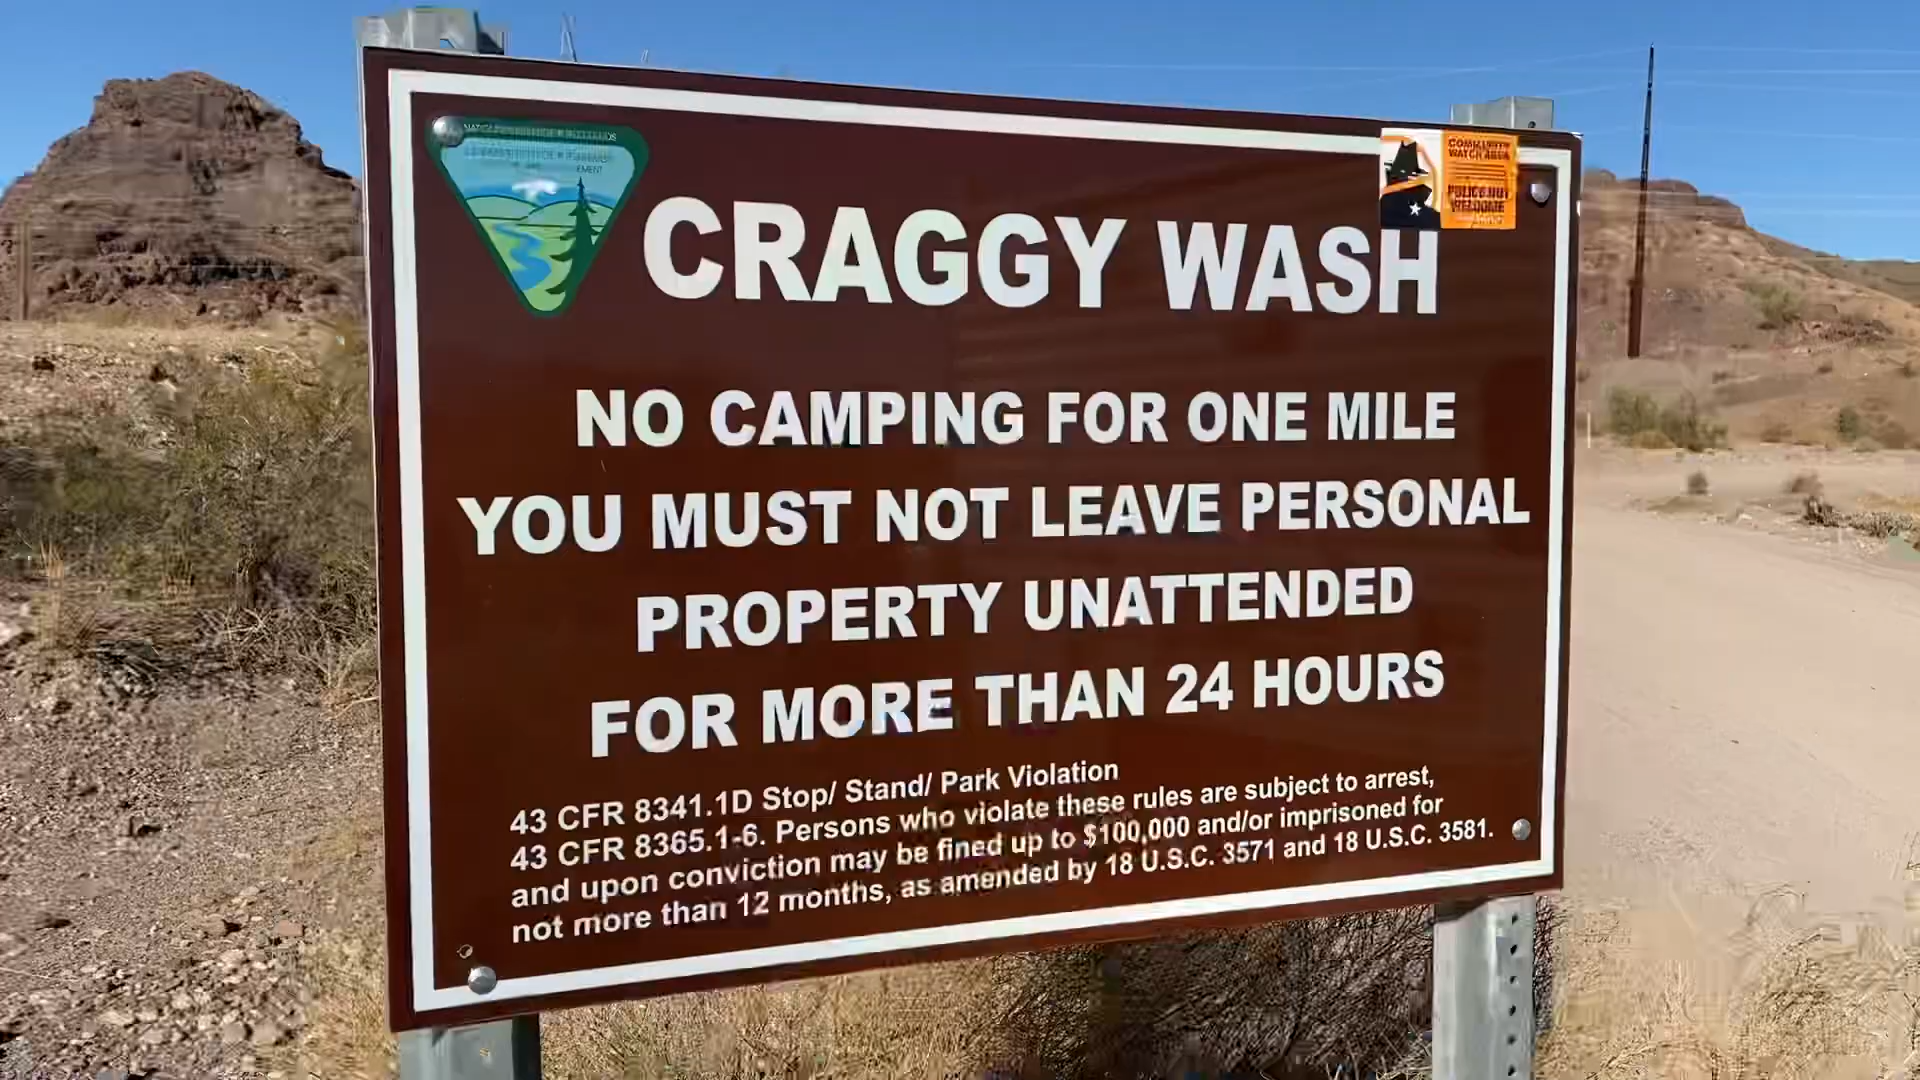 CRAGGY WASH
COMMUNITY
WATCH AREA
NO CAMPING FOR ONE MILE
YOU MUST NOT LEAVE PERSONAL
PROPERTY UNATTENDED
FOR MORE THAN 24 HOURS
43 CFR 8341.1D Stop/ Stand/ Park Violation
43 CFR 8365.1-6. Persons who violate these rules are subject to arrest,
and upon conviction may be fined up to $100,000 and/or imprisoned for
not more than 12 months, as amended by 18 U.S.C. 3571 and 18 U.S.C. 3581.